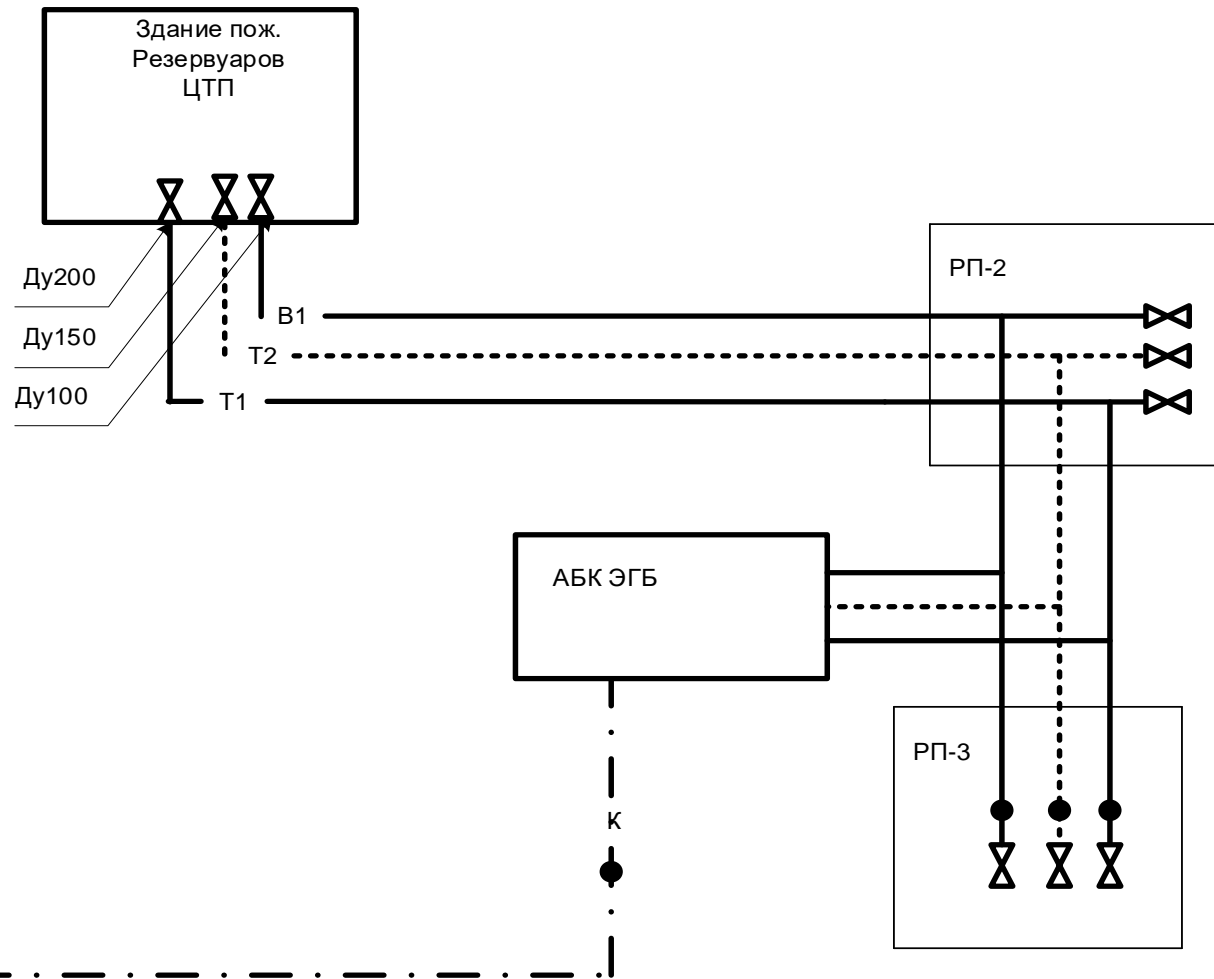 Здание пож.
Резервуаров
ЦТП
Ду200
Ду150
Ду100
В1
Т2
Т1
РП-2
АБК ЭГБ
РП-3
К